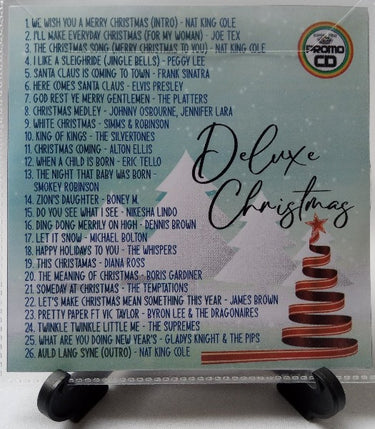 1. WE WISH YOU A MERRY CHRISTMAS (INTRO) - NAT KING COLE
2. I'LL MAKE EVERYDAY CHRISTMAS (FOR MY WOMAN) - JOE TEX
3. THE CHRISTMAS SONG (MERRY CHRISTMAS TO YOU) - NAT KING COLE
4. I LIKE A SLEIGHRIDE (JINGLE BELLS) - PEGGY LEE
5. SANTA CLAUS IS COMING TO TOWN - FRANK SINATRA
6. HERE COMES SANTA CLAUS - ELVIS PRESLEY
7. GOD REST YE MERRY GENTLEMEN - THE PLATTERS
8. CHRISTMAS MEDLEY - JOHNNY OSBOURNE, JENNIFER LARA
9. WHITE CHRISTMAS - SIMMS & ROBINSON
10. KING OF KINGS - THE SILVERTONES
11. CHRISTMAS COMING - ALTON ELLIS
12. WHEN A CHILD IS BORN - ERIC TELLO
13. THE NIGHT THAT BABY WAS BORN -
SMOKEY ROBINSON
14. ZION'S DAUGHTER - BONEY M.
15. DO YOU SEE WHAT I SEE - NIKESHA LINDO
16. DING DONG MERRILY ON HIGH - DENNIS BROWN
17. LET IT SNOW - MICHAEL BOLTON
18. HAPPY HOLIDAYS TO YOU - THE WHISPERS
19. THIS CHRISTAMAS - DIANA ROSS
20. THE MEANING OF CHRISTMAS - BORIS GARDINER
21. SOMEDAY AT CHRISTMAS - THE TEMPTATIONS
22. LET'S MAKE CHRISTMAS MEAN SOMETHING THIS YEAR - JAMES BROWN
23. PRETTY PAPER FT VIC TAYLOR - BYRON LEE & THE DRAGONAIRES
24. TWINKLE TWINKLE LITTLE ME - THE SUPREMES
25. WHAT ARE YOU DOING NEW YEAR'S - GLADYS KNIGHT & THE PIPS
26. AULD LANG SYNE (OUTRO) - NAT KING COLE
PROMO
CD
Deluxe
Christmas